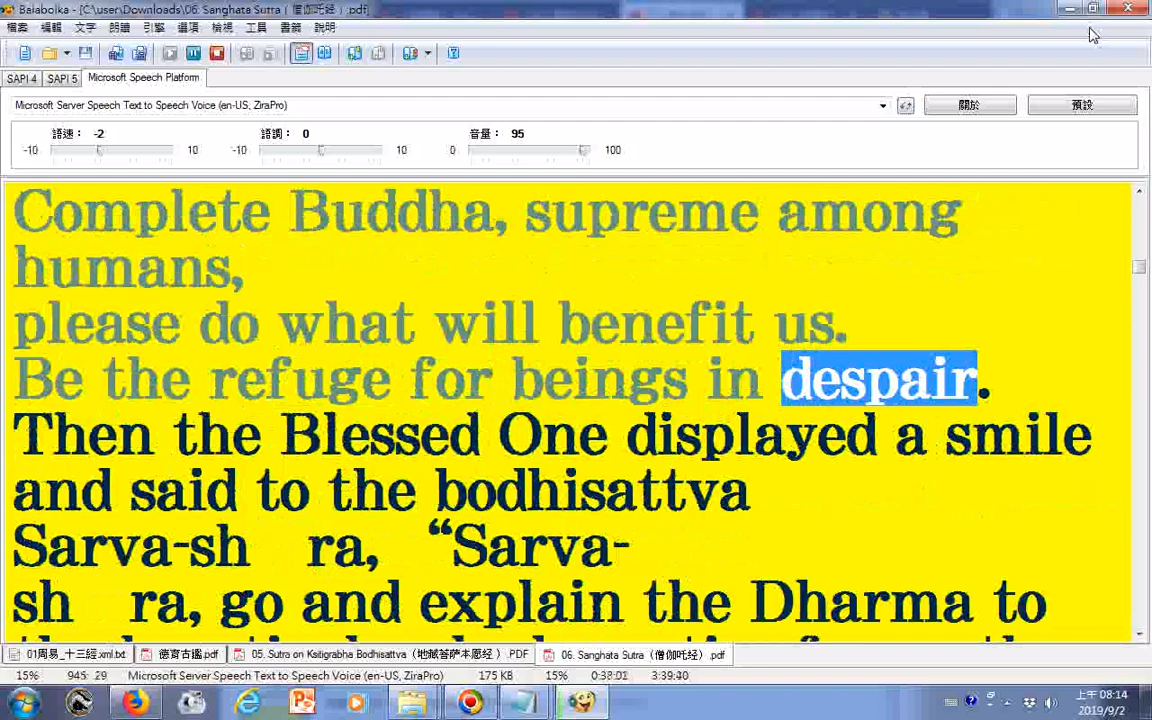 Balabolka - [C:\user\Downloads\06. Sanghata Sutra（僧伽吒经）.pdf]
檔案 編輯 文字 朗讀 引擎 選項 檢視 工具 書籤 說明
SAPI 4 SAPI 5 Microsoft Speech Platform
Microsoft Server Speech Text to Speech Voice (en-US, ZiraPro) 關於 預設
語速： -2 語調： 0 音量： 95
-10 10 -10 10 0 100
Complete Buddha, supreme among
humans,
please do what will benefit us.
Be the refuge for beings in despair.
Then the Blessed One displayed a smile
and said to the bodhisattva
Sarva-sh ra, “Sarva-
sh ra, go and explain the Dharma to
01周易_十三經.xml.txt 德育古鑑.pdf 05. Sutra on Ksitigrabha Bodhisattva（地藏菩萨本愿经）.PDF 06. Sanghata Sutra（僧伽吒经）.pdf
15% 945: 29 Microsoft Server Speech Text to Speech Voice (en-US, ZiraPro) 175 KB 15% 0:38:01 3:39:40
上午 08:14
2019/9/2